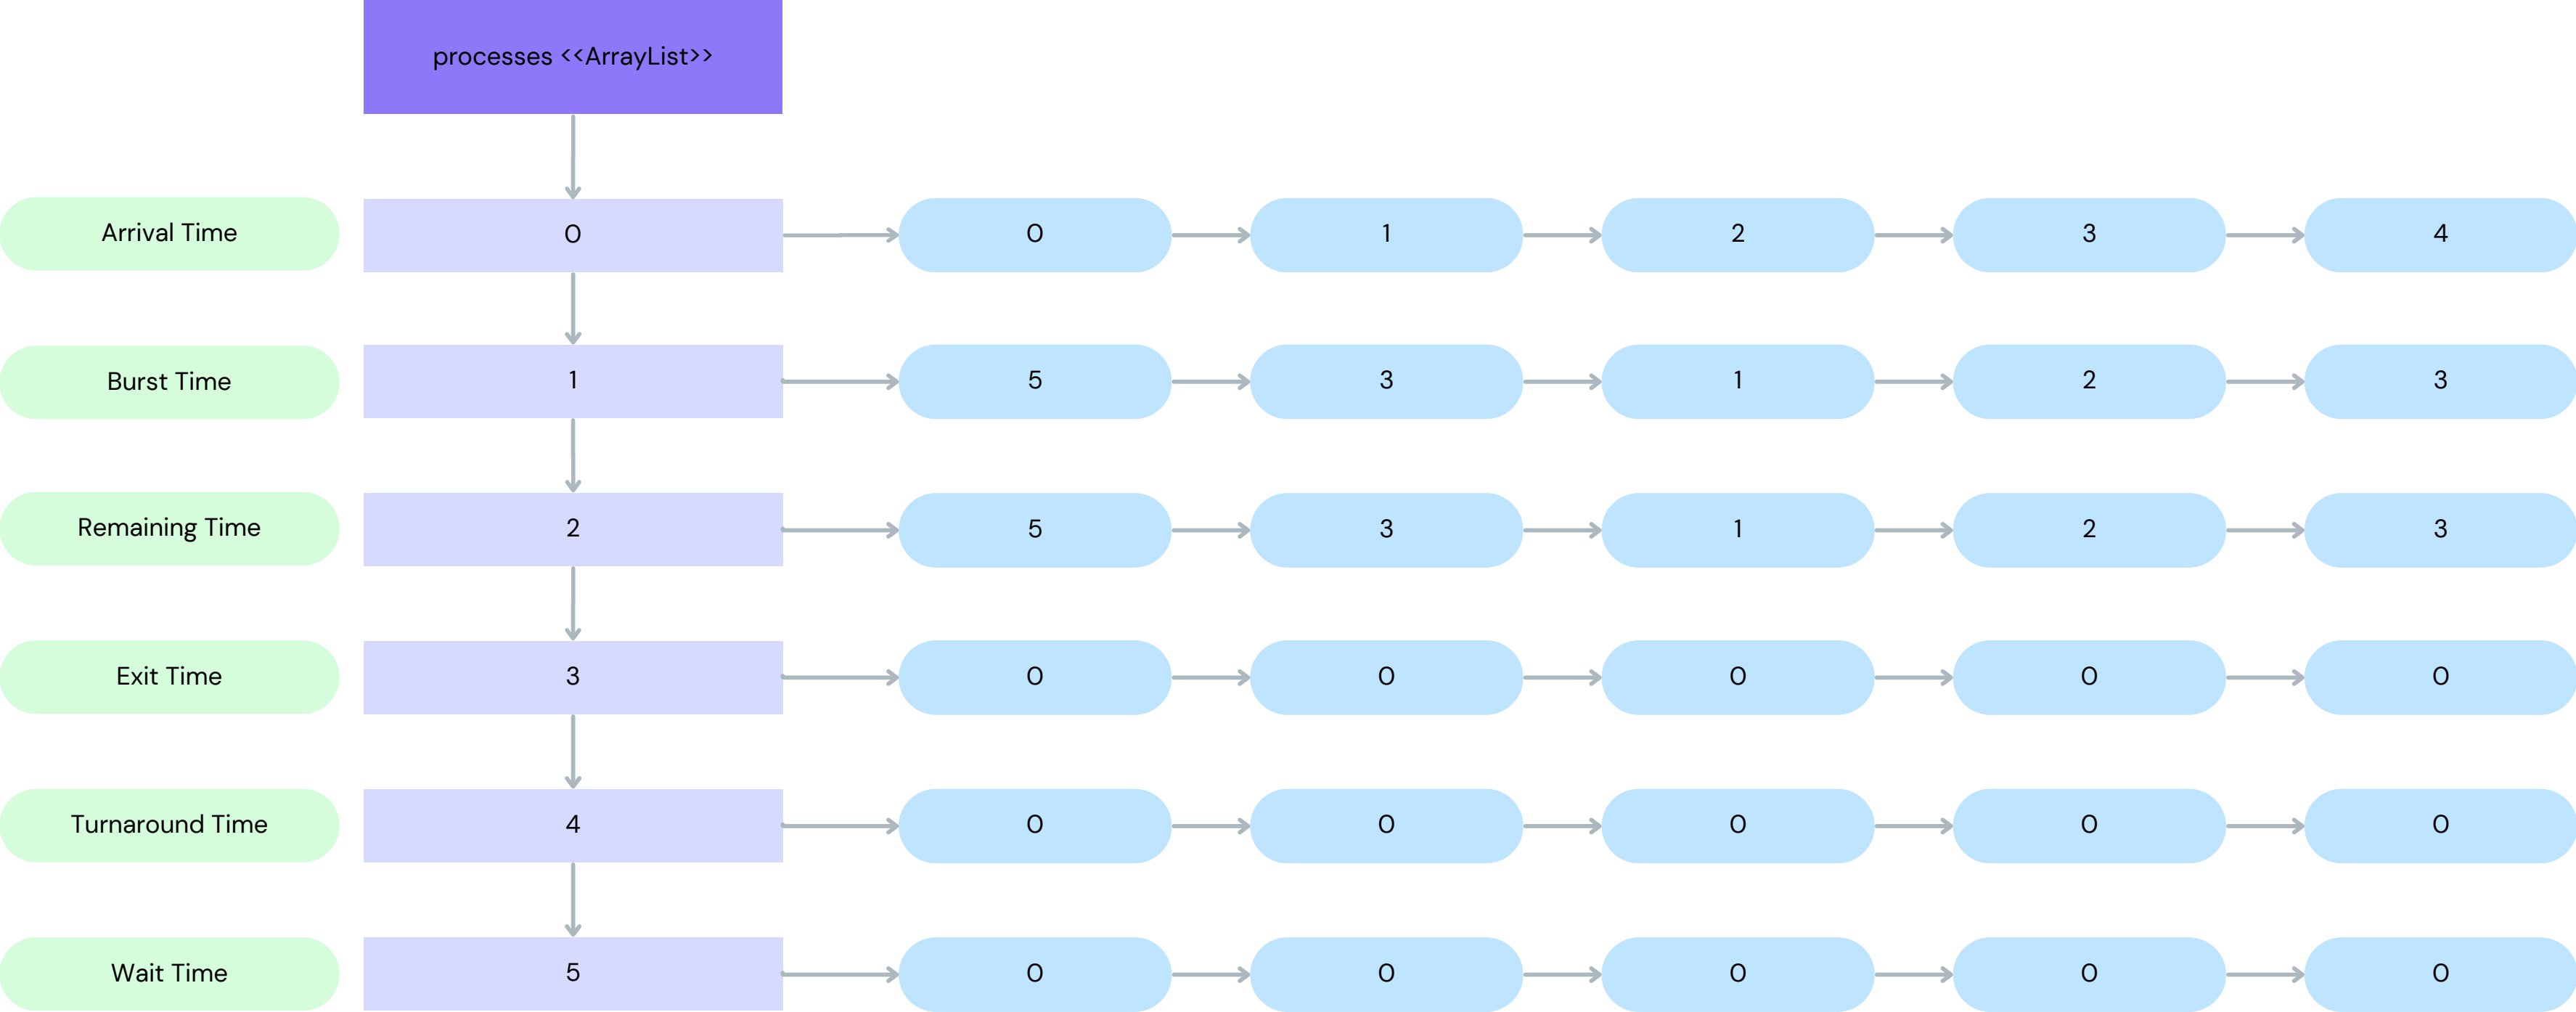 processes <<ArrayList>>
Arrival Time 0 0 1 2 3 4
Burst Time 1 5 3 1 2 3
Remaining Time 2 5 3 1 2 3
Exit Time 3 0 0 0 0 0
Turnaround Time 4 0 0 0 0 0
Wait Time 5 0 0 0 0 0